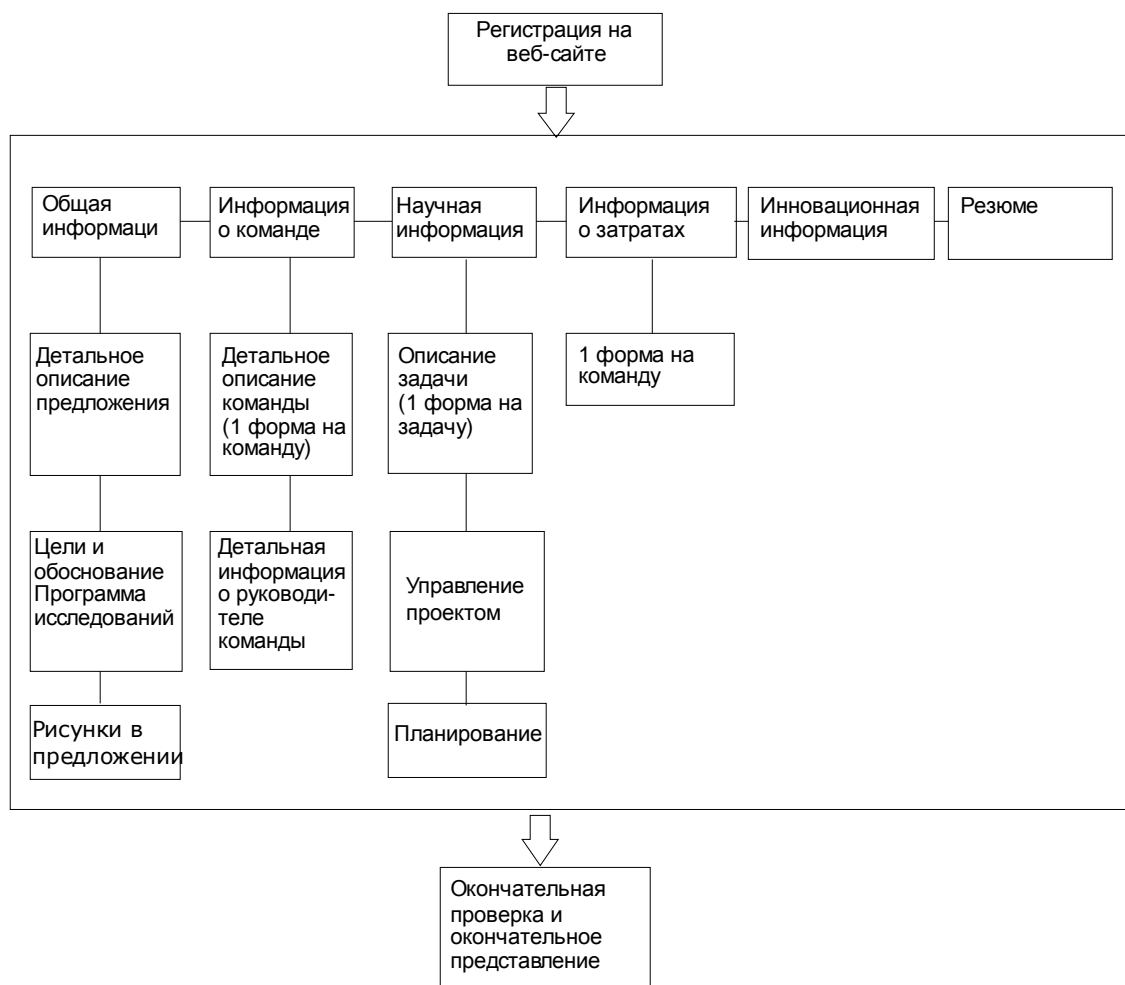 Регистрация на
веб-сайте
Общая
информаци
Информация
о команде
Научная
информация
Информация
о затратах
Инновационная
информация
Резюме
Детальное
описание
предложения
Детальное
описание
команды
(1 форма на
команду)
Описание
задачи
(1 форма на
задачу)
1 форма на
команду
Цели и
обоснование
Программа
исследований
Детальная
информация
о руководи-
теле
команды
Управление
проектом
Рисунки в
предложении
Планирование
Окончательная
проверка и
окончательное
представление